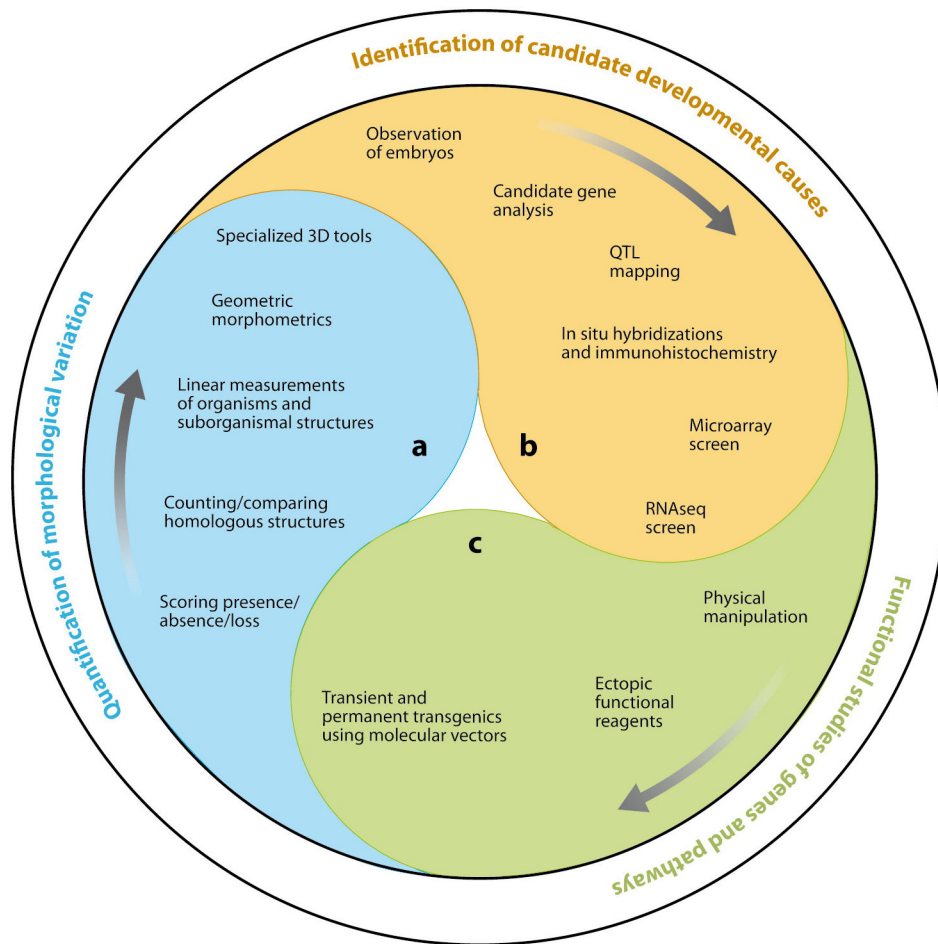 Identification of candidate developmental causes
Observation
of embryos
Candidate gene
analysis
QTL
mapping
In situ hybridizations
and immunohistochemistry
Microarray
screen
RNAseq
screen
b
Quantification of morphological variation
Specialized 3D tools
Geometric
morphometrics
Linear measurements
of organisms and
suborganismal structures
Counting/comparing
homologous structures
Scoring presence/
absence/loss
a
Functional studies of genes and pathways
c
Physical
manipulation
Ectopic
functional
reagents
Transient and
permanent transgenics
using molecular vectors